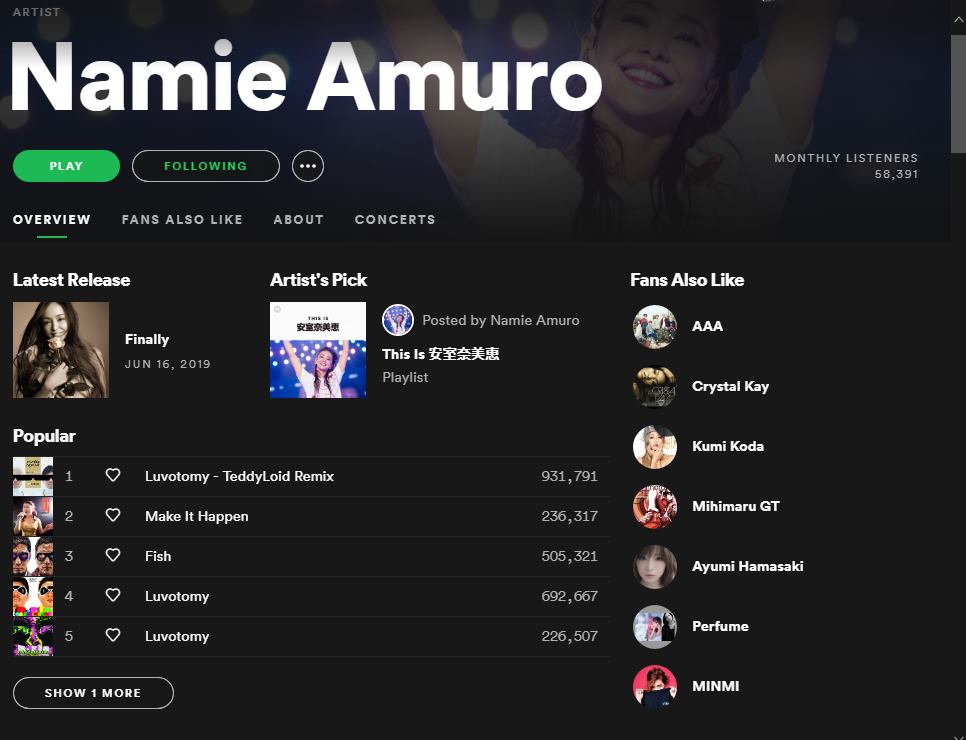 ARTIST
Namie Amuro
PLAY
FOLLOWING
MONTHLY LISTENERS
58,391
OVERVIEW
FANS ALSO LIKE
ABOUT
CONCERTS
Latest Release
Finally
JUN 16, 2019
Artist's Pick
THIS IS
安室奈美恵
Posted by Namie Amuro
This Is 安室奈美惠
Playlist
Popular
1 Luvotomy - TeddyLoid Remix 931,791
2 Make It Happen 236,317
3 Fish 505,321
4 Luvotomy 692,667
5 Luvotomy 226,507
SHOW 1 MORE
Fans Also Like
AAA
Crystal Kay
Kumi Koda
Mihimaru GT
Ayumi Hamasaki
Perfume
MINMI